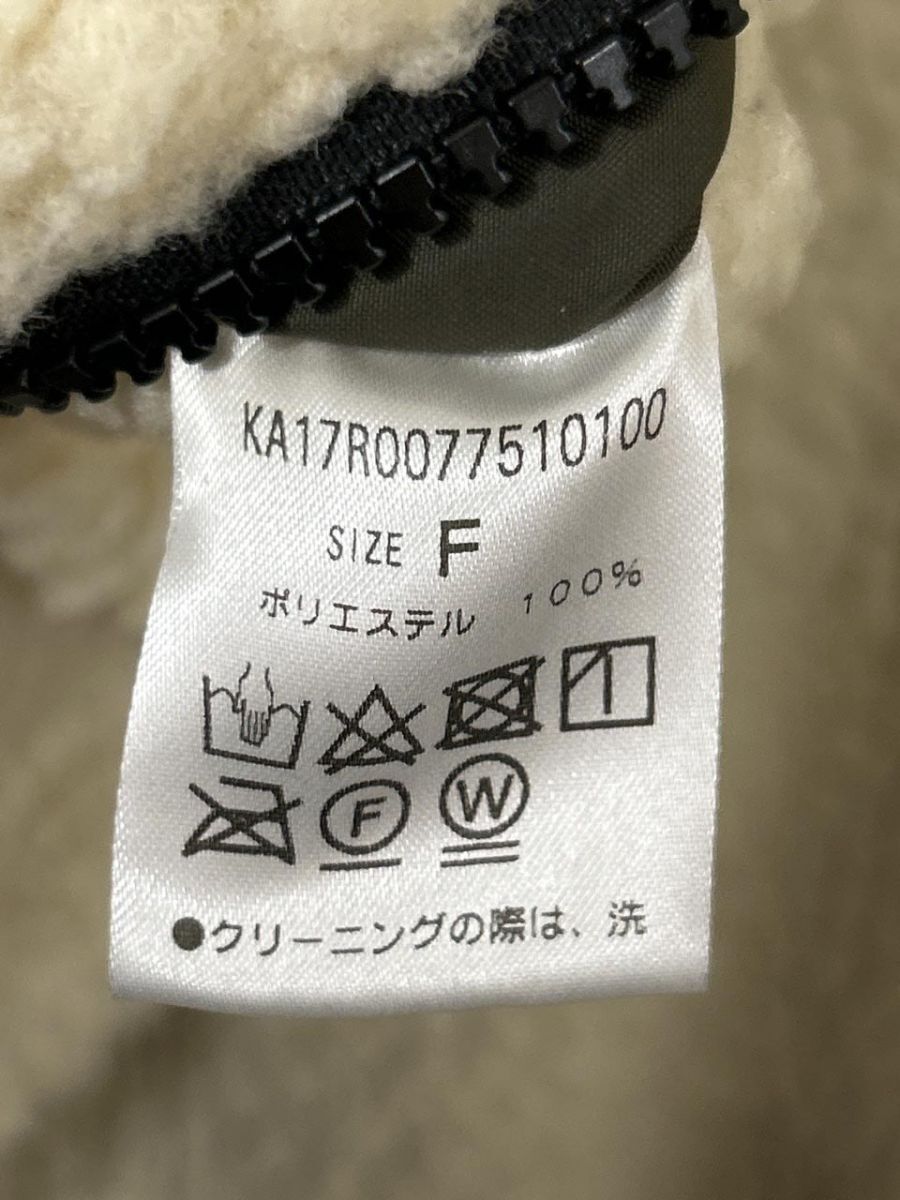 KA17R0077510100
SIZE F
ポリエステル 100%
F W
●クリーニングの際は、洗